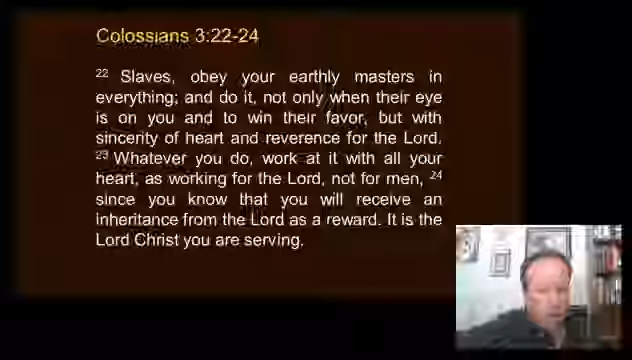 Colossians 3:22-24
22 Slaves, obey your earthly masters in
everything; and do it, not only when their eye
is on you and to win their favor, but with
sincerity of heart and reverence for the Lord.
23 Whatever you do, work at it with all your
heart, as working for the Lord, not for men, 24
since you know that you will receive an
inheritance from the Lord as a reward. It is the
Lord Christ you are serving.